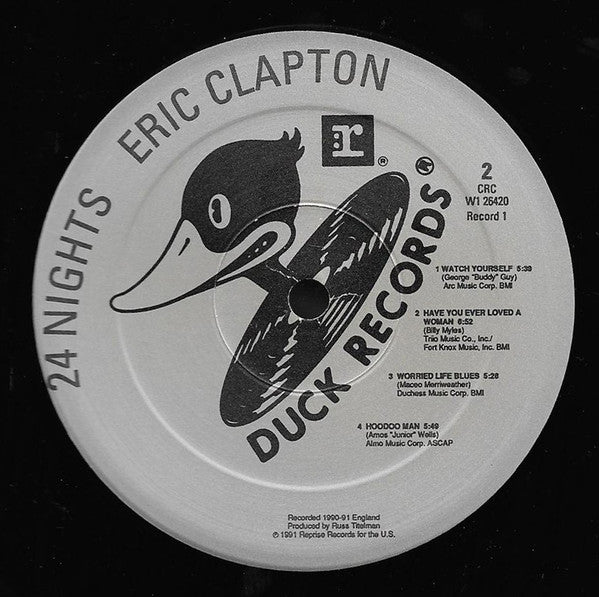 24 NIGHTS ERIC CLAPTON
r ®
DUCK RECORDS
2
CRC
W1 26420
Record 1
1 WATCH YOURSELF 5:39
(George "Buddy" Guy)
Arc Music Corp. BMI
2 HAVE YOU EVER LOVED A
WOMAN 6:52
(Billy Myles)
Trio Music Co., Inc./
Fort Knox Music, Inc. BMI
3 WORRIED LIFE BLUES 5:28
(Maceo Merriweather)
Duchess Music Corp. BMI
4 HOODOO MAN 5:49
(Amos "Junior" Wells)
Almo Music Corp. ASCAP
Recorded 1990-91 England
Produced by Russ Titelman
℗ 1991 Reprise Records for the U.S.